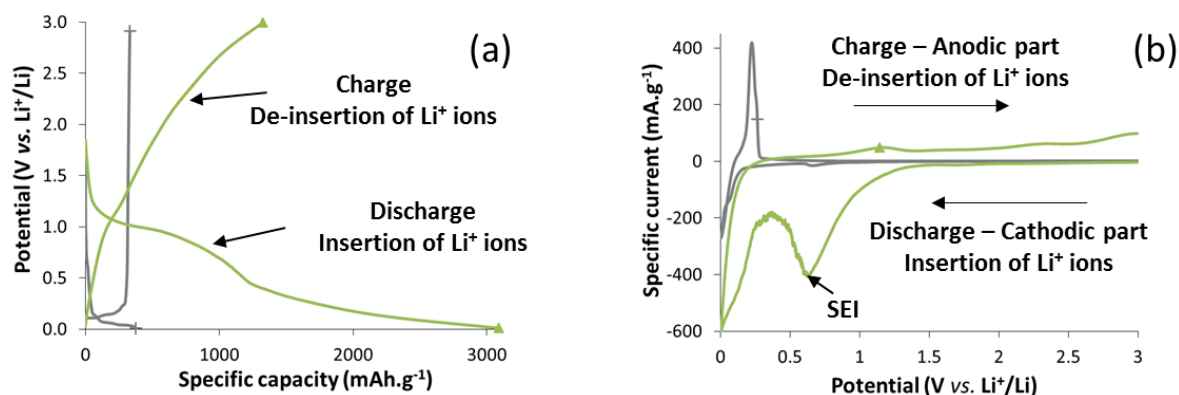 (a)
Potential (V vs. Li⁺/Li)
3.0
2.5
2.0
1.5
1.0
0.5
0.0
Charge
De-insertion of Li⁺ ions
Discharge
Insertion of Li⁺ ions
0 1000 2000 3000
Specific capacity (mAh.g⁻¹)
(b)
Specific current (mA.g⁻¹)
400
200
0
-200
-400
-600
Charge – Anodic part
De-insertion of Li⁺ ions
Discharge – Cathodic part
Insertion of Li⁺ ions
SEI
0 0.5 1 1.5 2 2.5 3
Potential (V vs. Li⁺/Li)